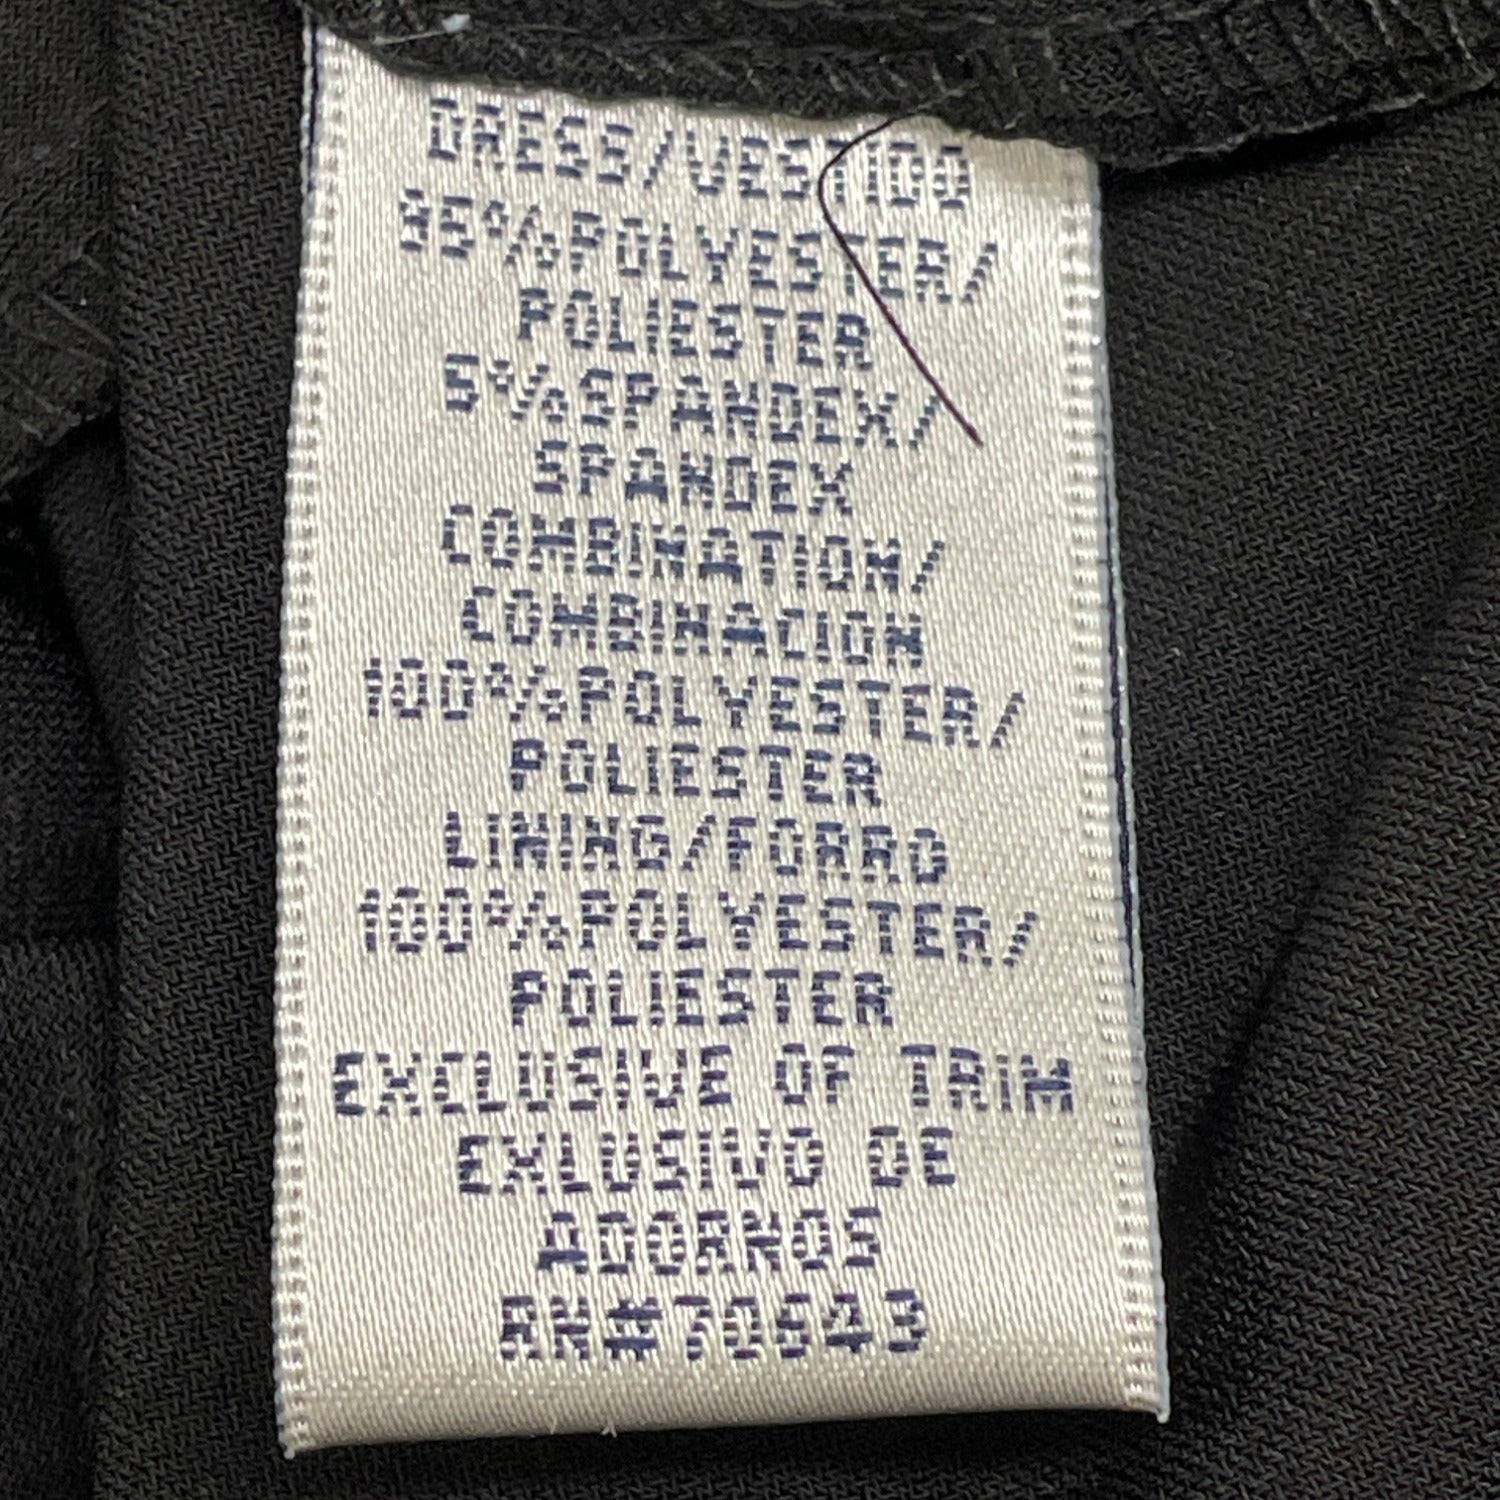 DRESS/VESTIDO
95%POLYESTER/
POLIESTER
5%SPANDEX/
SPANDEX
COMBINATION/
COMBINACION
100%POLYESTER/
POLIESTER
LINING/FORRO
100%POLYESTER/
POLIESTER
EXCLUSIVE OF TRIM
EXLUSIVO DE
ADORNOS
RN#70643